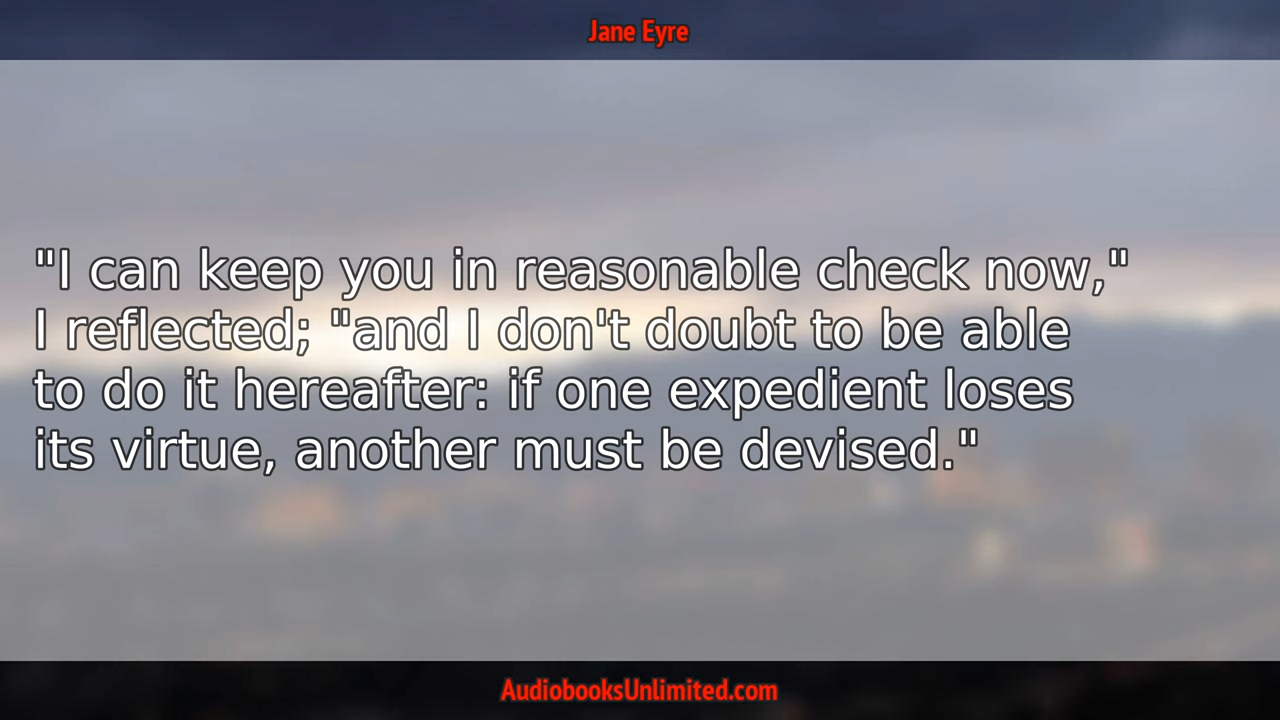 Jane Eyre
"I can keep you in reasonable check now,"
I reflected; "and I don't doubt to be able
to do it hereafter: if one expedient loses
its virtue, another must be devised."
AudiobooksUnlimited.com